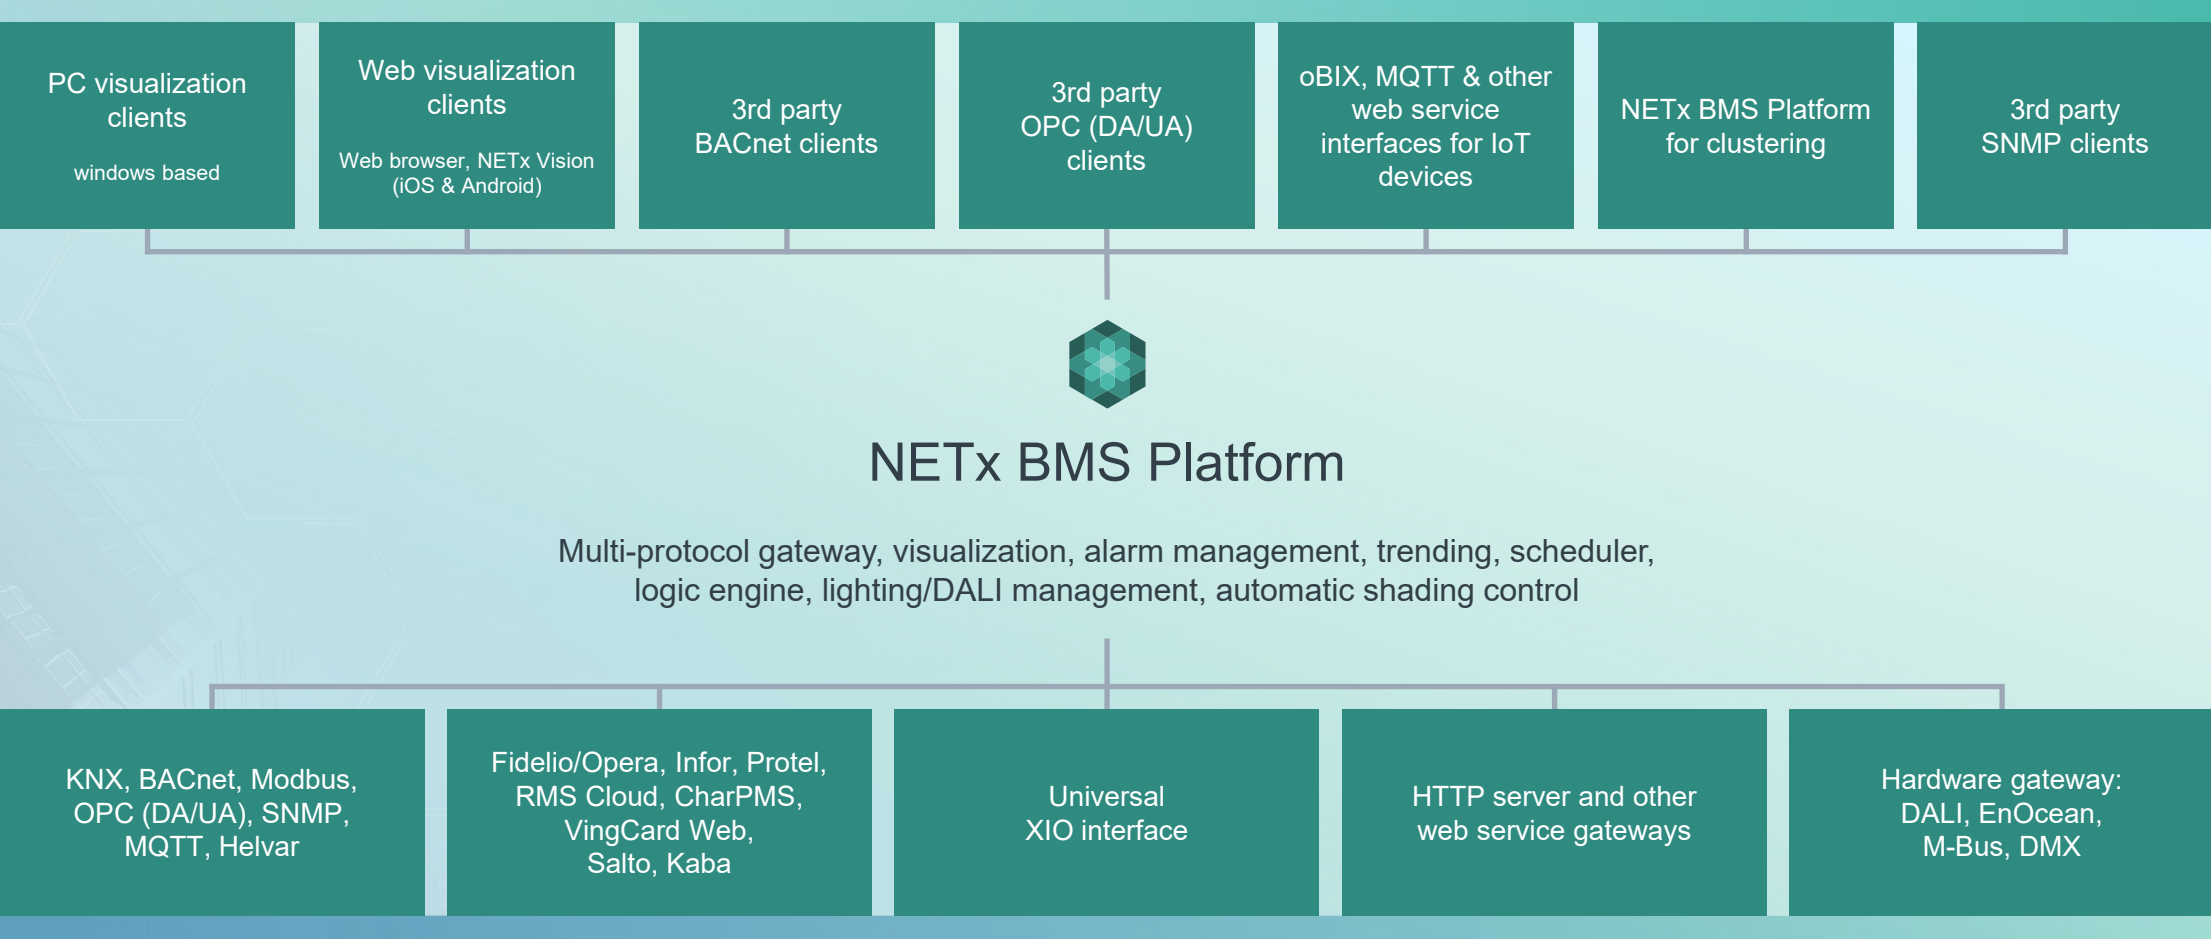 PC visualization
clients
windows based
Web visualization
clients
Web browser, NETx Vision
(iOS & Android)
3rd party
BACnet clients
3rd party
OPC (DA/UA)
clients
oBIX, MQTT & other
web service
interfaces for IoT
devices
NETx BMS Platform
for clustering
3rd party
SNMP clients
NETx BMS Platform
Multi-protocol gateway, visualization, alarm management, trending, scheduler,
logic engine, lighting/DALI management, automatic shading control
KNX, BACnet, Modbus,
OPC (DA/UA), SNMP,
MQTT, Helvar
Fidelio/Opera, Infor, Protel,
RMS Cloud, CharPMS,
VingCard Web,
Salto, Kaba
Universal
XIO interface
HTTP server and other
web service gateways
Hardware gateway:
DALI, EnOcean,
M-Bus, DMX